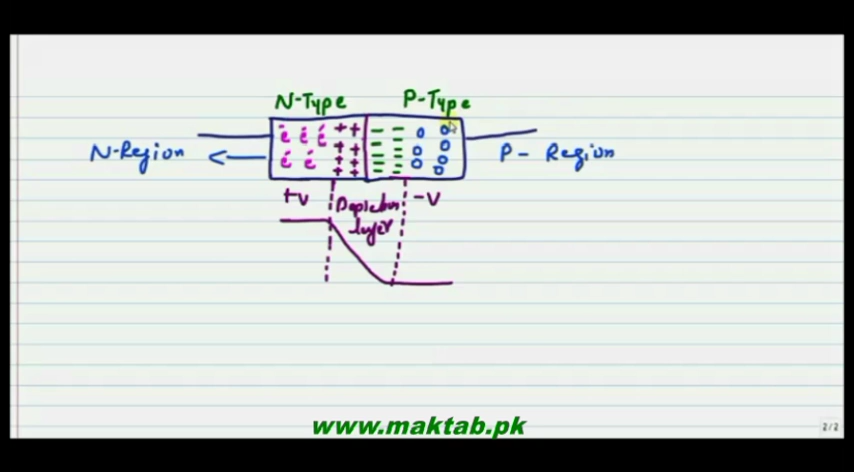 N-Type P-Type
é é é + + - - o o
N-Region ← + + - - o o P - Region
é é + + - - o o
+ + - - o
+V Depletion -V
layer
www.maktab.pk
2/2